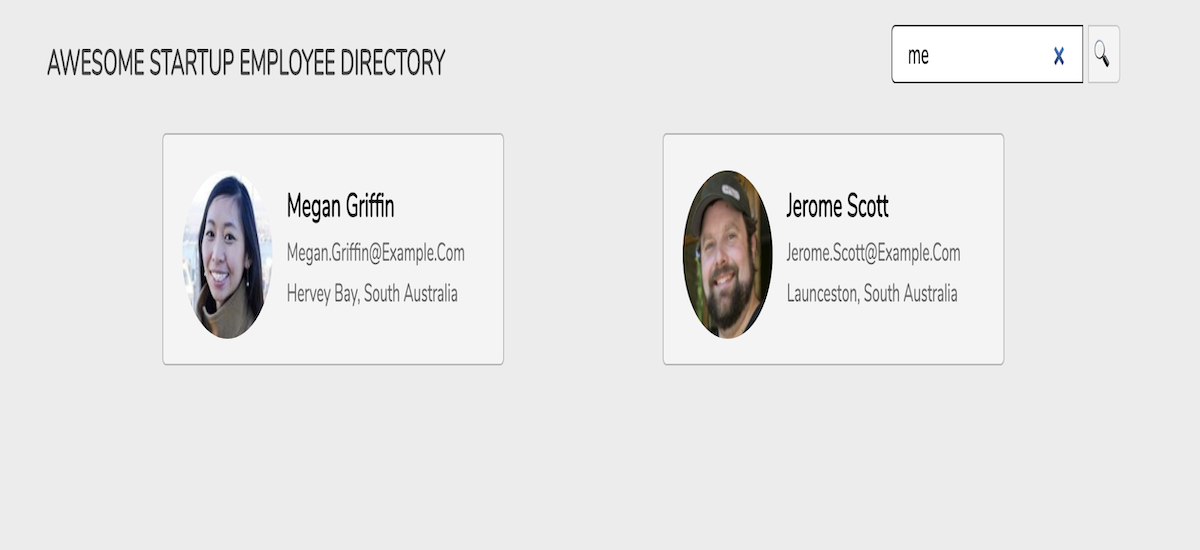 AWESOME STARTUP EMPLOYEE DIRECTORY
me
Megan Griffin
Megan.Griffin@Example.Com
Hervey Bay, South Australia
Jerome Scott
Jerome.Scott@Example.Com
Launceston, South Australia